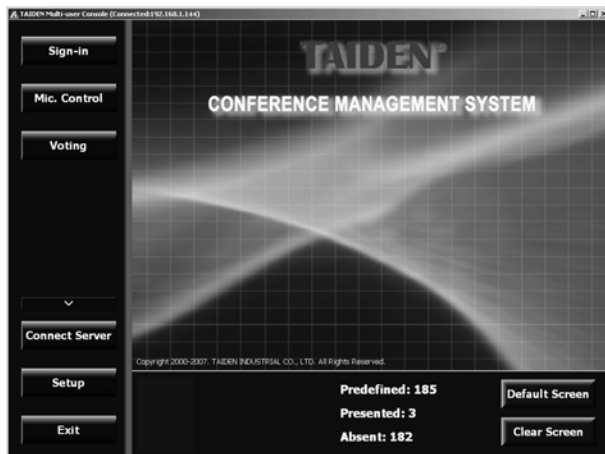 TAIDEN Multi-user Console (Connected:192.168.1.144)
Sign-in
Mic. Control
Voting
Connect Server
Setup
Exit
TAIDEN®
CONFERENCE MANAGEMENT SYSTEM
Copyright 2000-2007. TAIDEN INDUSTRIAL CO., LTD. All Rights Reserved.
Predefined: 185
Presented: 3
Absent: 182
Default Screen
Clear Screen